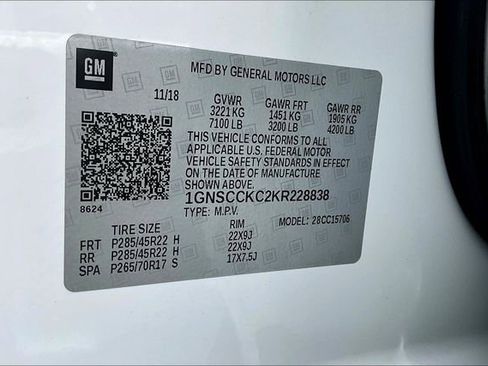 GM
MFD BY GENERAL MOTORS LLC
11/18 GVWR GAWR FRT GAWR RR
3221 KG 1451 KG 1905 KG
7100 LB 3200 LB 4200 LB
THIS VEHICLE CONFORMS TO ALL
APPLICABLE U.S. FEDERAL MOTOR
VEHICLE SAFETY STANDARDS IN EFFECT
ON THE DATE OF MANUFACTURE
SHOWN ABOVE.
8624
1GNSCCKC2KR228838
TYPE: M.P.V. MODEL: 28CC15706
TIRE SIZE RIM
FRT P285/45R22 H 22X9J
RR P285/45R22 H 22X9J
SPA P265/70R17 S 17X7.5J